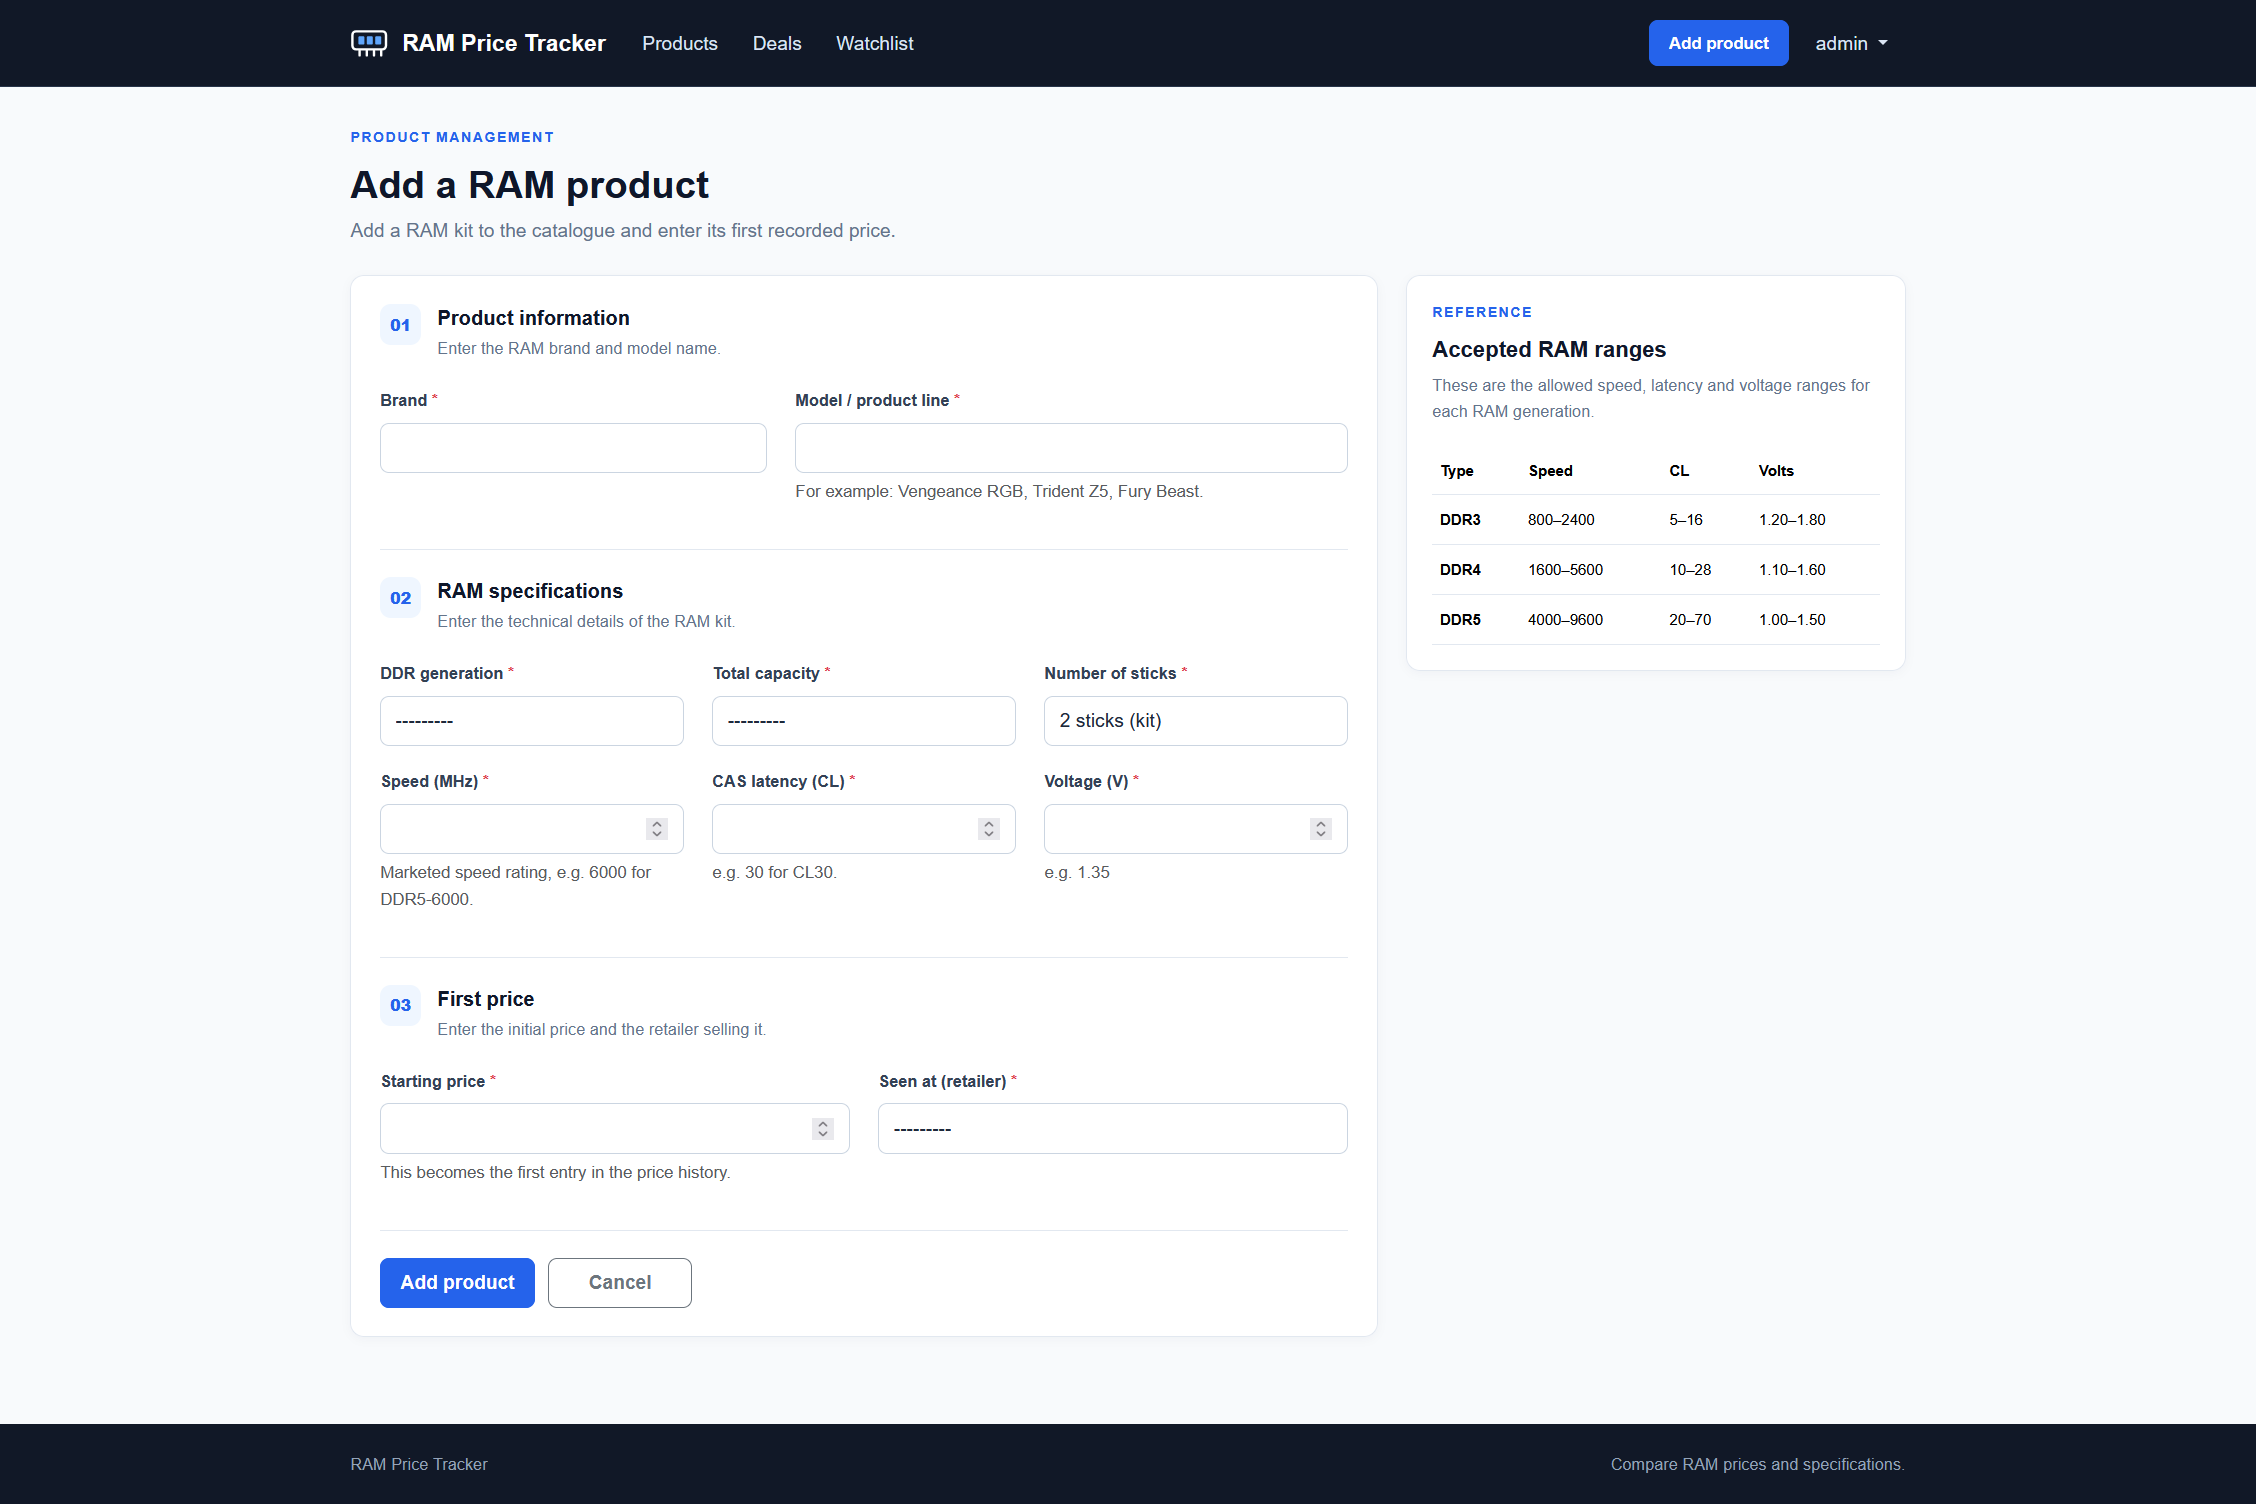 RAM Price Tracker Products Deals Watchlist Add product admin
PRODUCT MANAGEMENT
Add a RAM product
Add a RAM kit to the catalogue and enter its first recorded price.
01 Product information
Enter the RAM brand and model name.
Brand * Model / product line *
For example: Vengeance RGB, Trident Z5, Fury Beast.
02 RAM specifications
Enter the technical details of the RAM kit.
DDR generation * Total capacity * Number of sticks *
--------- --------- 2 sticks (kit)
Speed (MHz) * CAS latency (CL) * Voltage (V) *
Marketed speed rating, e.g. 6000 for
DDR5-6000.
e.g. 30 for CL30.
e.g. 1.35
03 First price
Enter the initial price and the retailer selling it.
Starting price * Seen at (retailer) *
---------
This becomes the first entry in the price history.
Add product Cancel
REFERENCE
Accepted RAM ranges
These are the allowed speed, latency and voltage ranges for
each RAM generation.
Type Speed CL Volts
DDR3 800–2400 5–16 1.20–1.80
DDR4 1600–5600 10–28 1.10–1.60
DDR5 4000–9600 20–70 1.00–1.50
RAM Price Tracker Compare RAM prices and specifications.